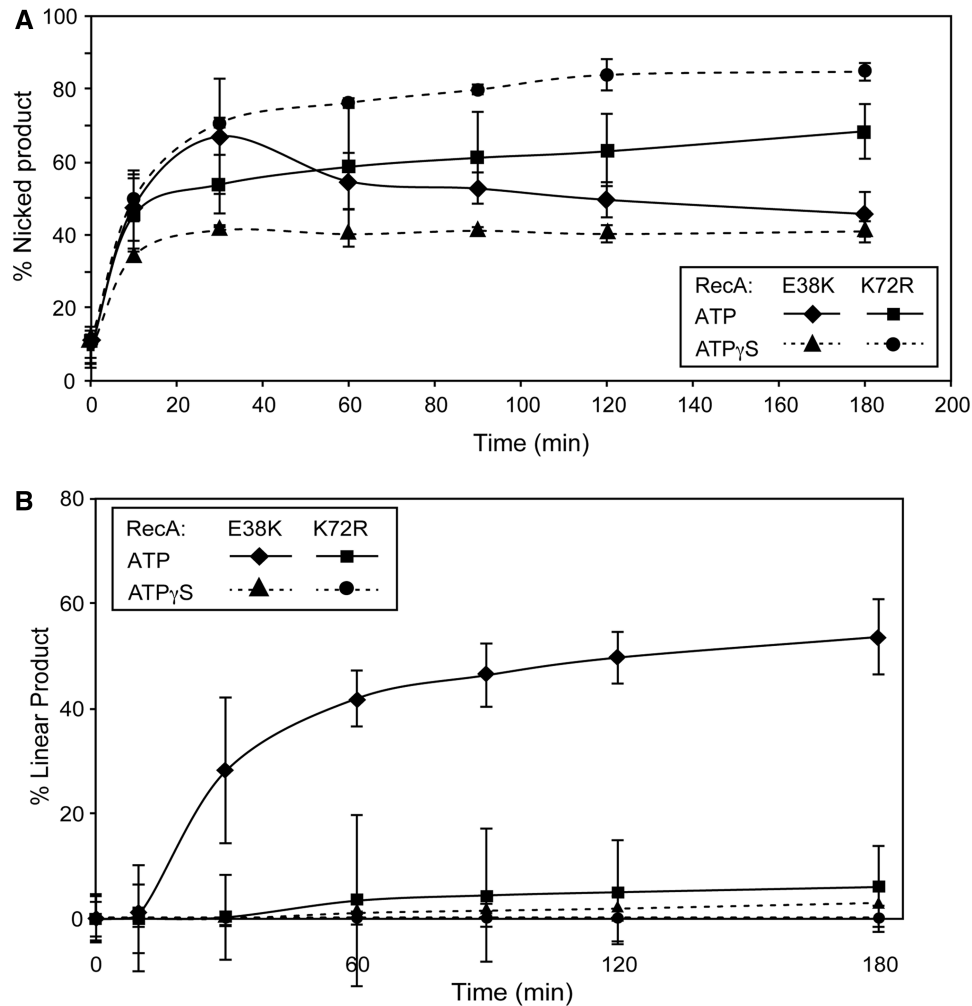 A
100
80
60
40
20
0
% Nicked product
RecA: E38K K72R
ATP
ATPγS
0 20 40 60 80 100 120 140 160 180 200
Time (min)
B
80
60
40
20
0
% Linear Product
RecA: E38K K72R
ATP
ATPγS
0 60 120 180
Time (min)